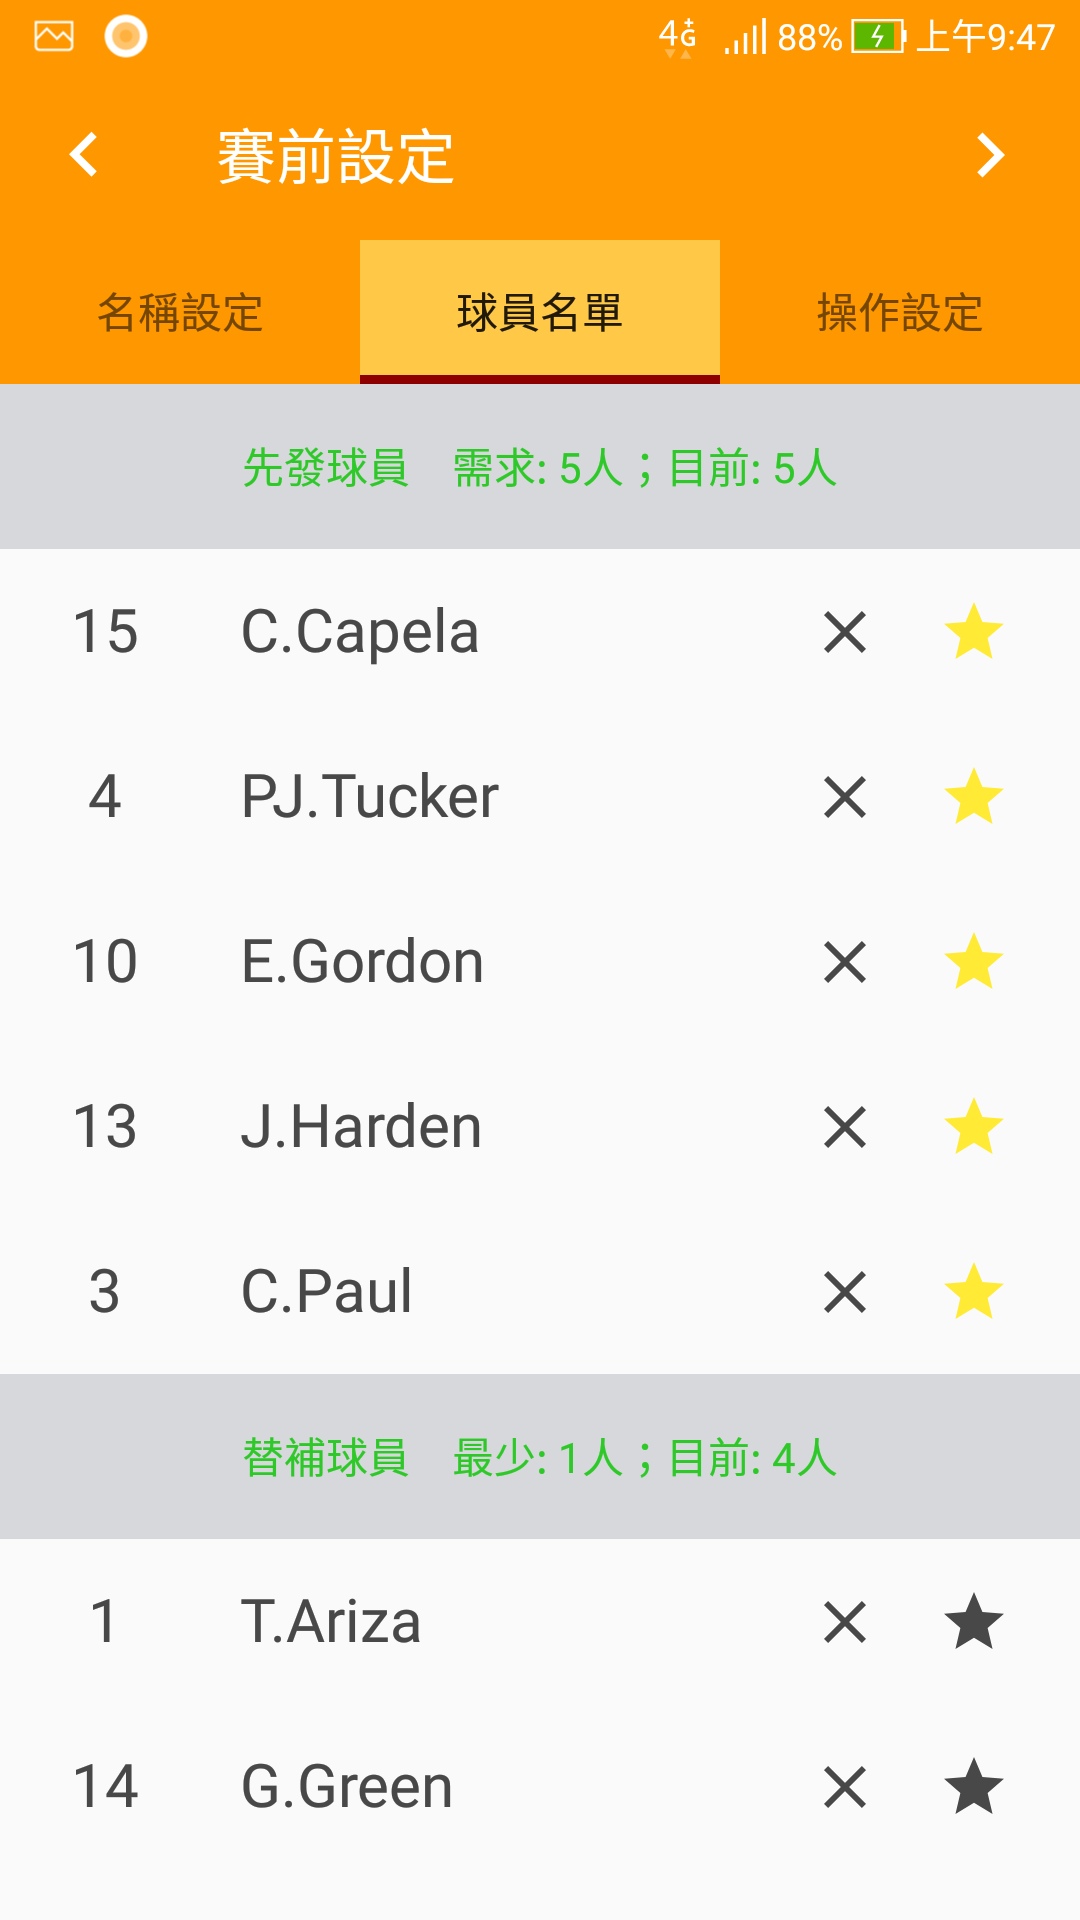 4G+ 88% 上午9:47
賽前設定
名稱設定 球員名單 操作設定
先發球員 需求: 5人；目前: 5人
15 C.Capela
4 PJ.Tucker
10 E.Gordon
13 J.Harden
3 C.Paul
替補球員 最少: 1人；目前: 4人
1 T.Ariza
14 G.Green